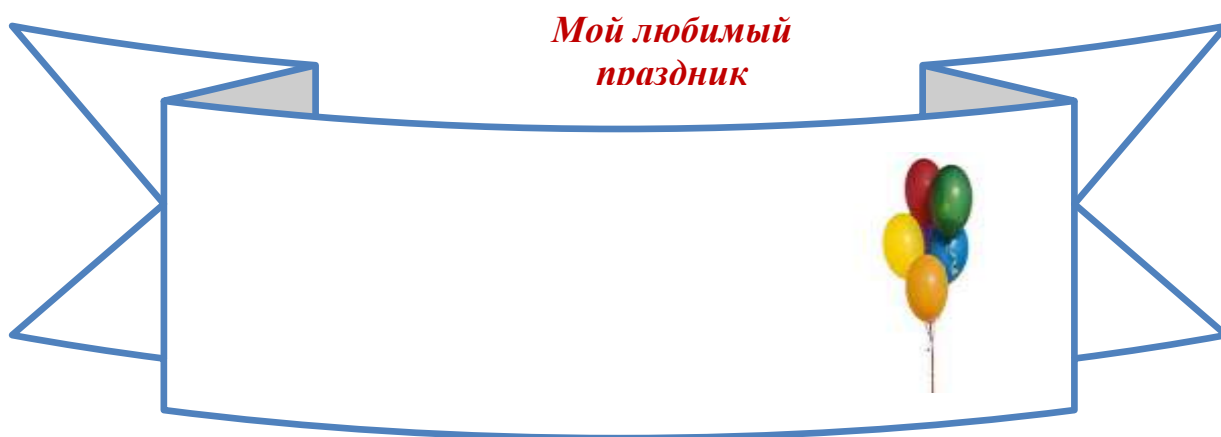 Мой любимый
праздник